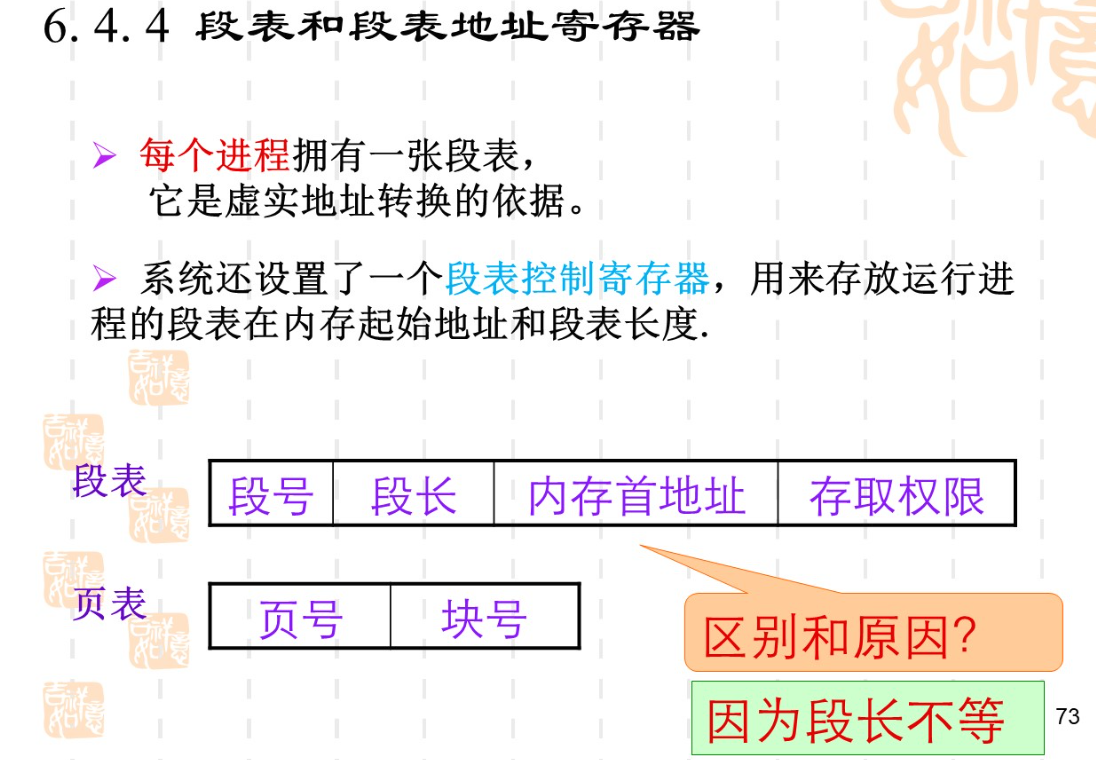 6.4.4 段表和段表地址寄存器
每个进程拥有一张段表，
它是虚实地址转换的依据。
系统还设置了一个段表控制寄存器，用来存放运行进
程的段表在内存起始地址和段表长度.
段表 段号 段长 内存首地址 存取权限
页表 页号 块号
区别和原因?
因为段长不等
73